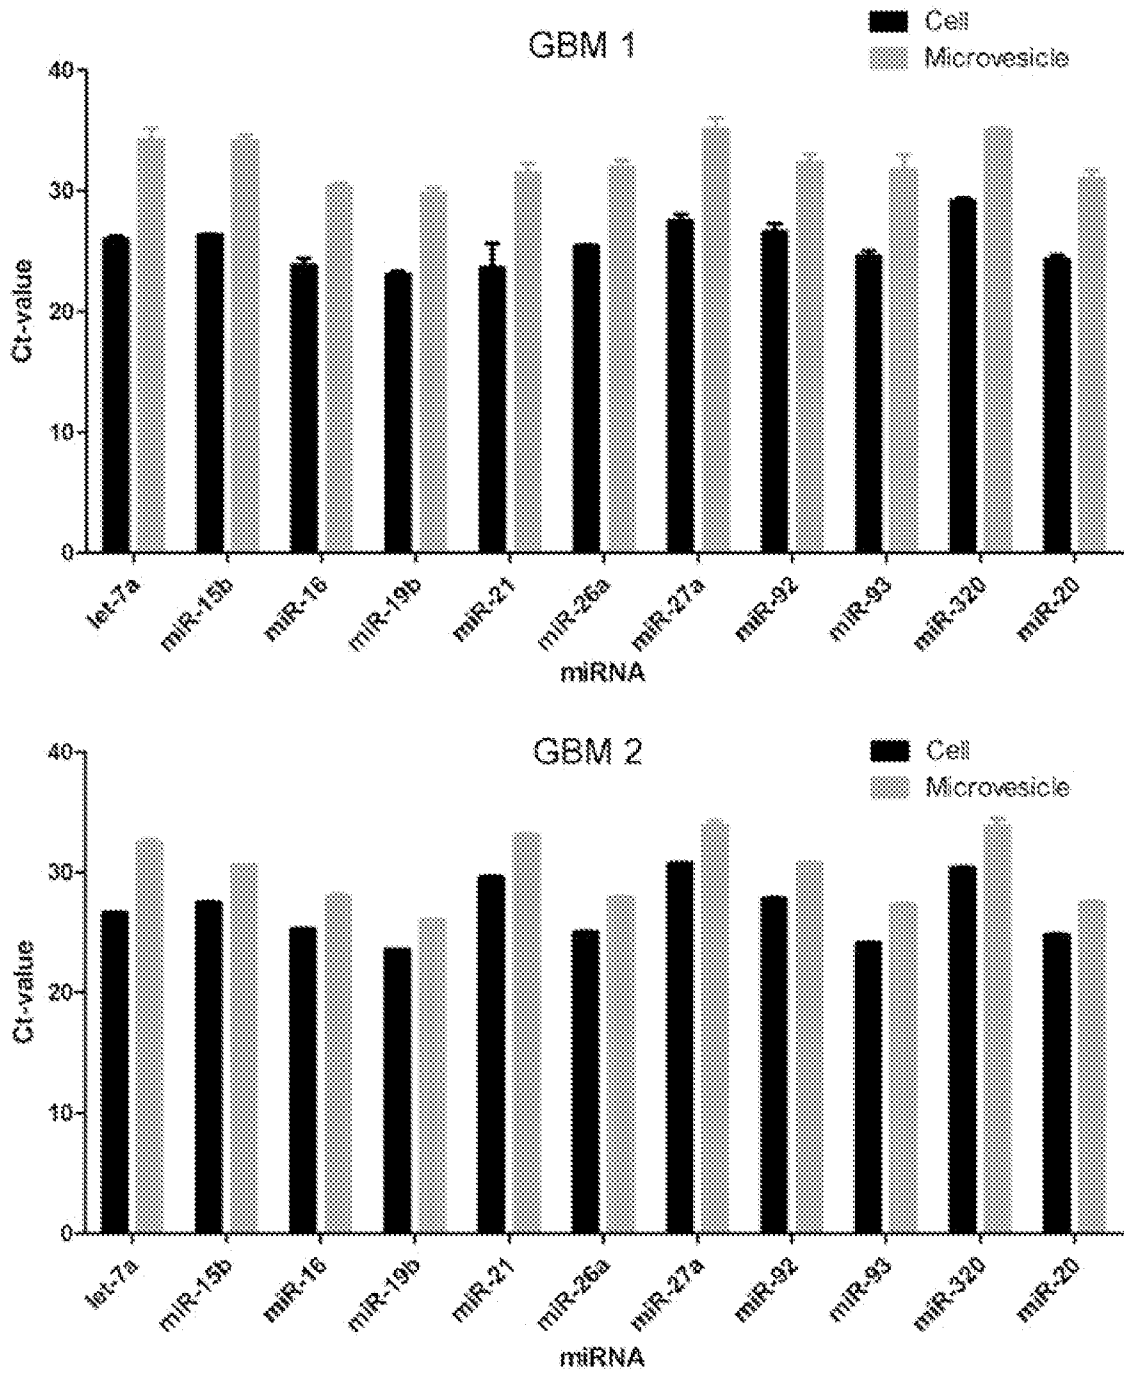 GBM 1
Cell
Microvesicle
40
30
20
10
0
Ct-value
let-7a
miR-15b
miR-16
miR-19b
miR-21
miR-26a
miR-27a
miR-92
miR-93
miR-320
miR-20
miRNA
GBM 2
Cell
Microvesicle
40
30
20
10
0
Ct-value
let-7a
miR-15b
miR-16
miR-19b
miR-21
miR-26a
miR-27a
miR-92
miR-93
miR-320
miR-20
miRNA